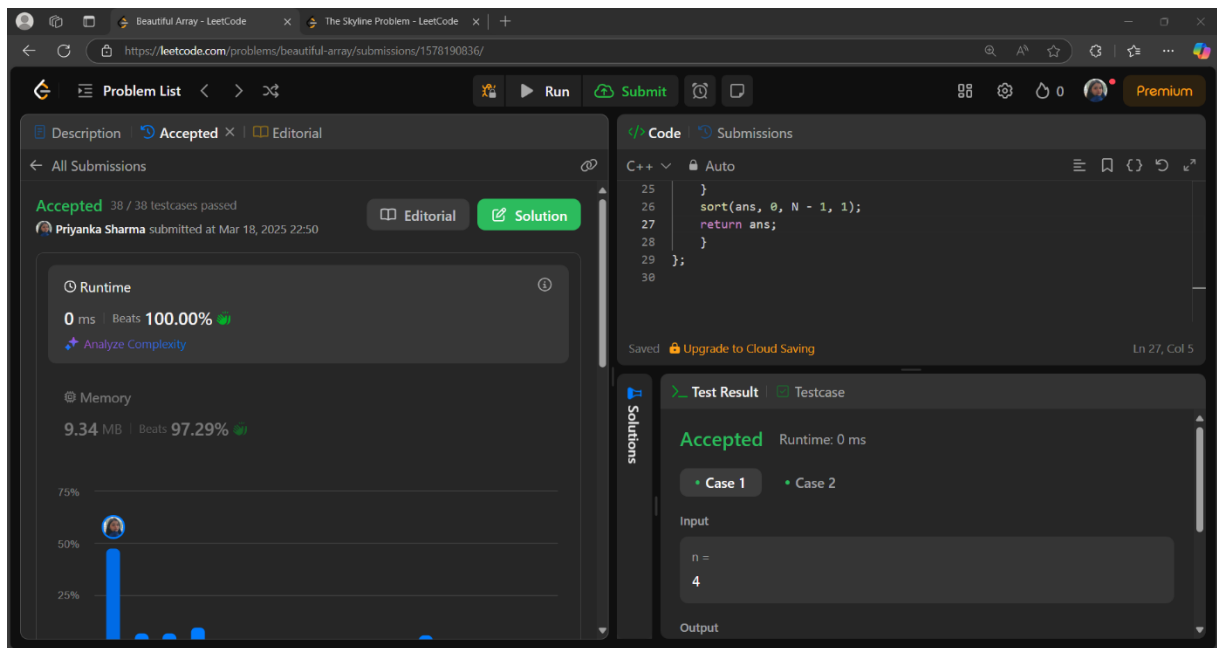 Beautiful Array - LeetCode
The Skyline Problem - LeetCode
https://leetcode.com/problems/beautiful-array/submissions/1578190836/
Problem List
Run
Submit
0
Premium
Description
Accepted
Editorial
All Submissions
Accepted 38 / 38 testcases passed
Priyanka Sharma submitted at Mar 18, 2025 22:50
Editorial
Solution
Runtime
0 ms Beats 100.00%
Analyze Complexity
Memory
9.34 MB Beats 97.29%
75%
50%
25%
</> Code
Submissions
C++
Auto
25 }
26 sort(ans, 0, N - 1, 1);
27 return ans;
28 }
29 };
30
Saved
Upgrade to Cloud Saving
Ln 27, Col 5
Solutions
Test Result
Testcase
Accepted Runtime: 0 ms
Case 1
Case 2
Input
n =
4
Output